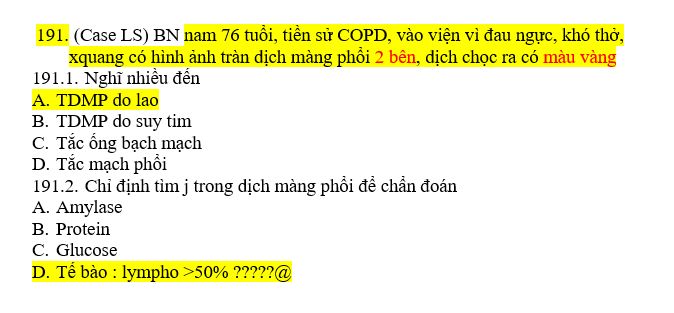 191. (Case LS) BN nam 76 tuổi, tiền sử COPD, vào viện vì đau ngực, khó thở,
xquang có hình ảnh tràn dịch màng phổi 2 bên, dịch chọc ra có màu vàng
191.1. Nghĩ nhiều đến
A. TDMP do lao
B. TDMP do suy tim
C. Tắc ống bạch mạch
D. Tắc mạch phổi
191.2. Chỉ định tìm j trong dịch màng phổi để chẩn đoán
A. Amylase
B. Protein
C. Glucose
D. Tế bào : lympho >50% ?????@